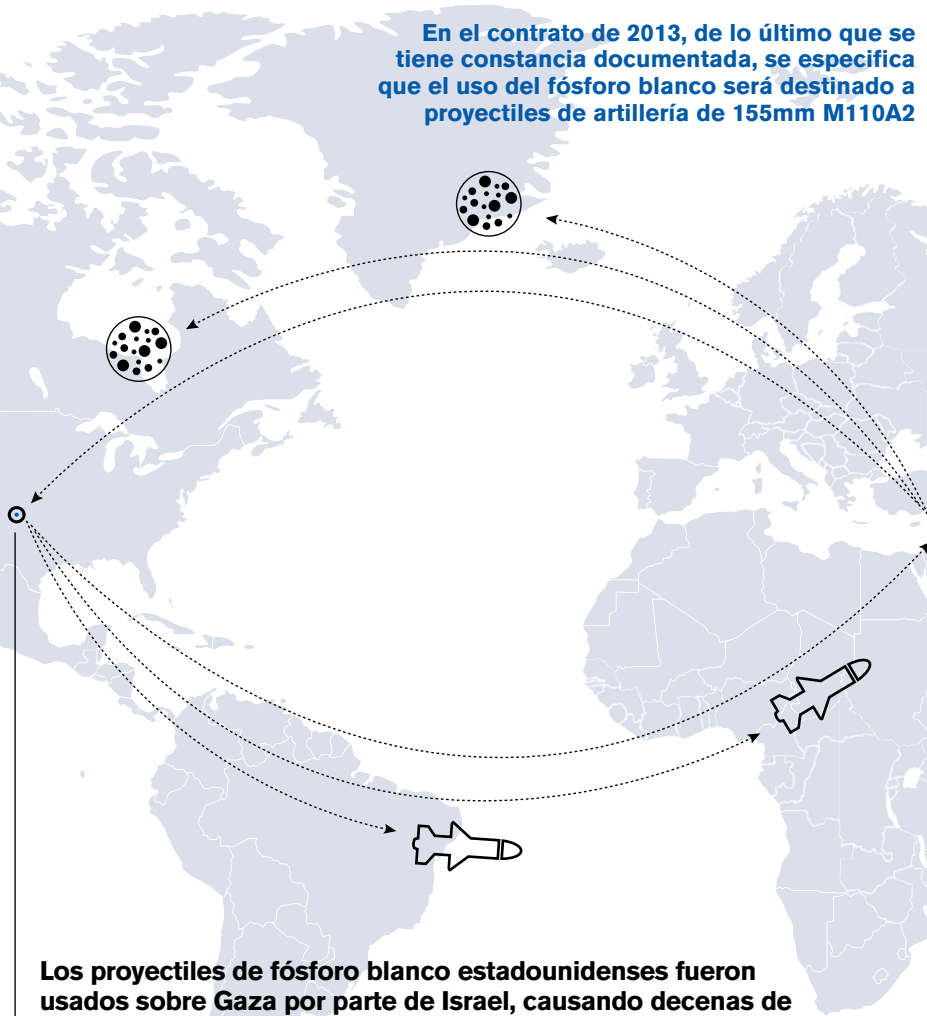 En el contrato de 2013, de lo último que se
tiene constancia documentada, se especifica
que el uso del fósforo blanco será destinado a
proyectiles de artillería de 155mm M110A2
Los proyectiles de fósforo blanco estadounidenses fueron
usados sobre Gaza por parte de Israel, causando decenas de